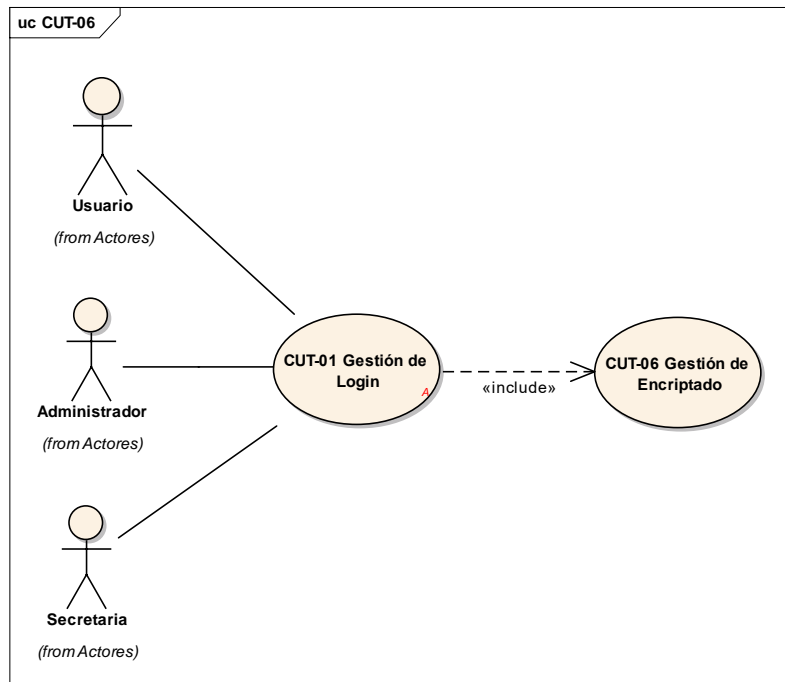 uc CUT-06
Usuario
(from Actores)
Administrador
(from Actores)
Secretaria
(from Actores)
CUT-01 Gestión de
Login
A
«include»
CUT-06 Gestión de
Encriptado